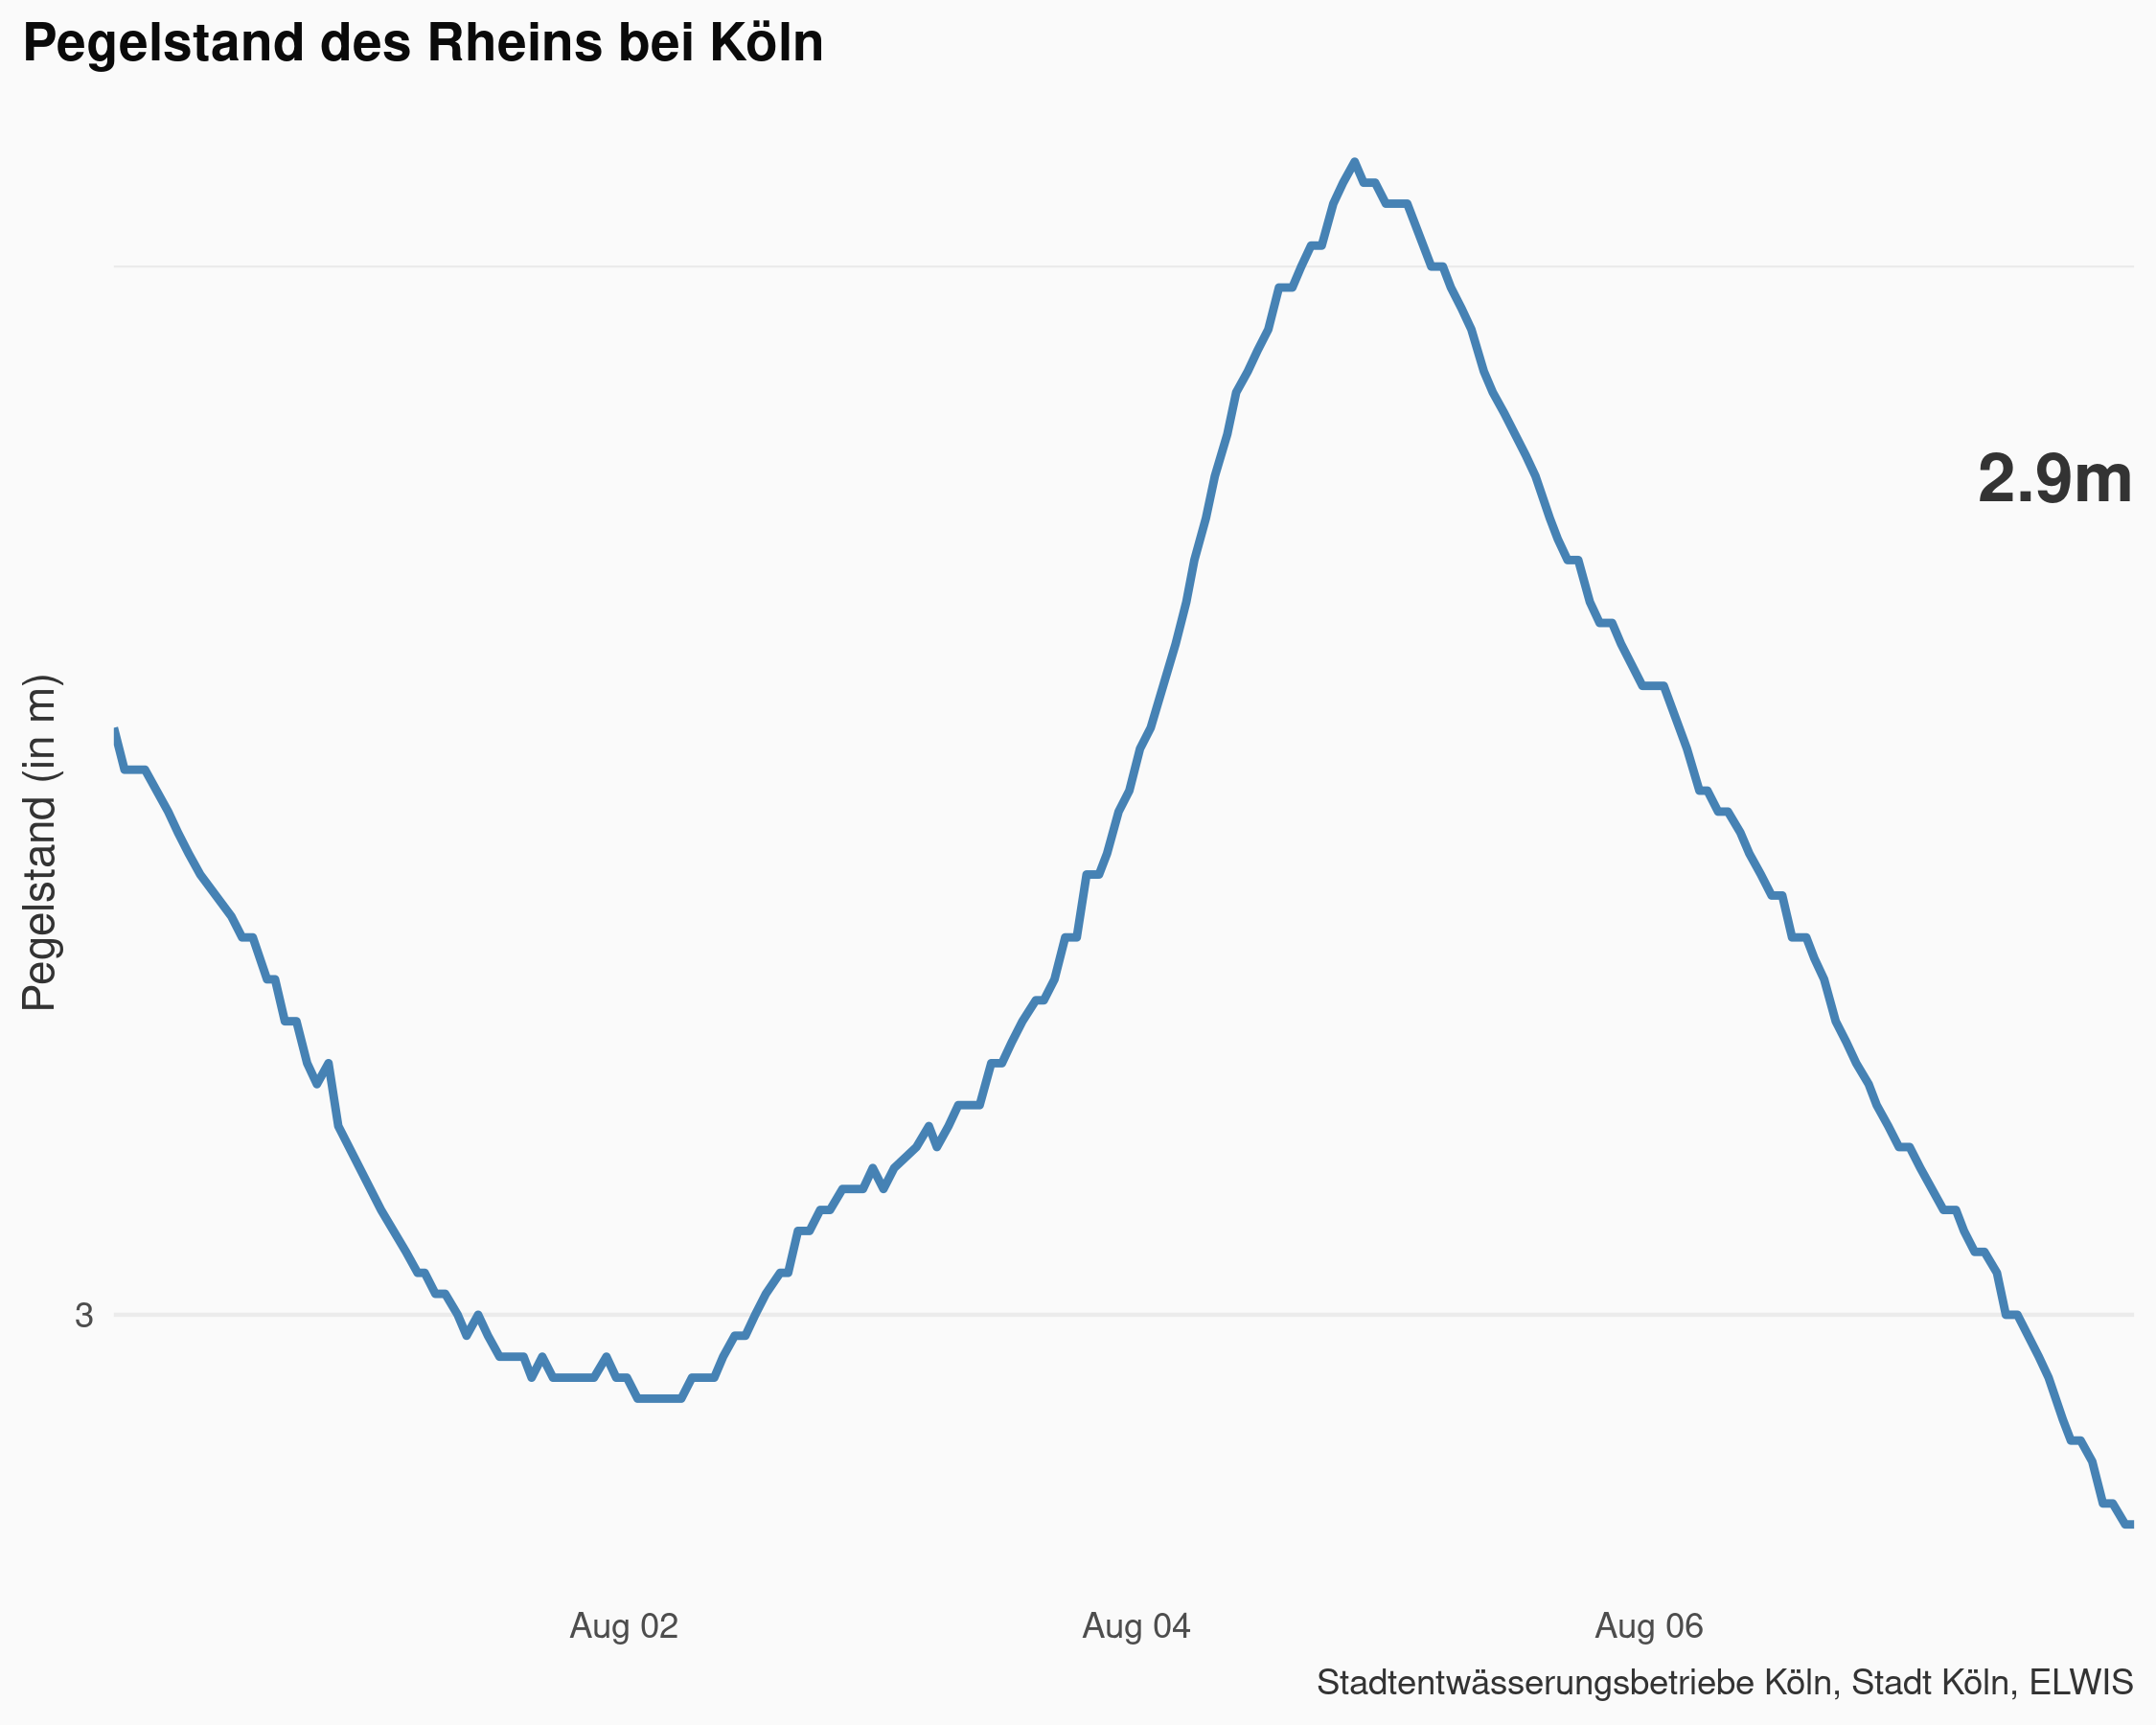 Pegelstand des Rheins bei Köln
2.9m
Pegelstand (in m)
3
Aug 02
Aug 04
Aug 06
Stadtentwässerungsbetriebe Köln, Stadt Köln, ELWIS